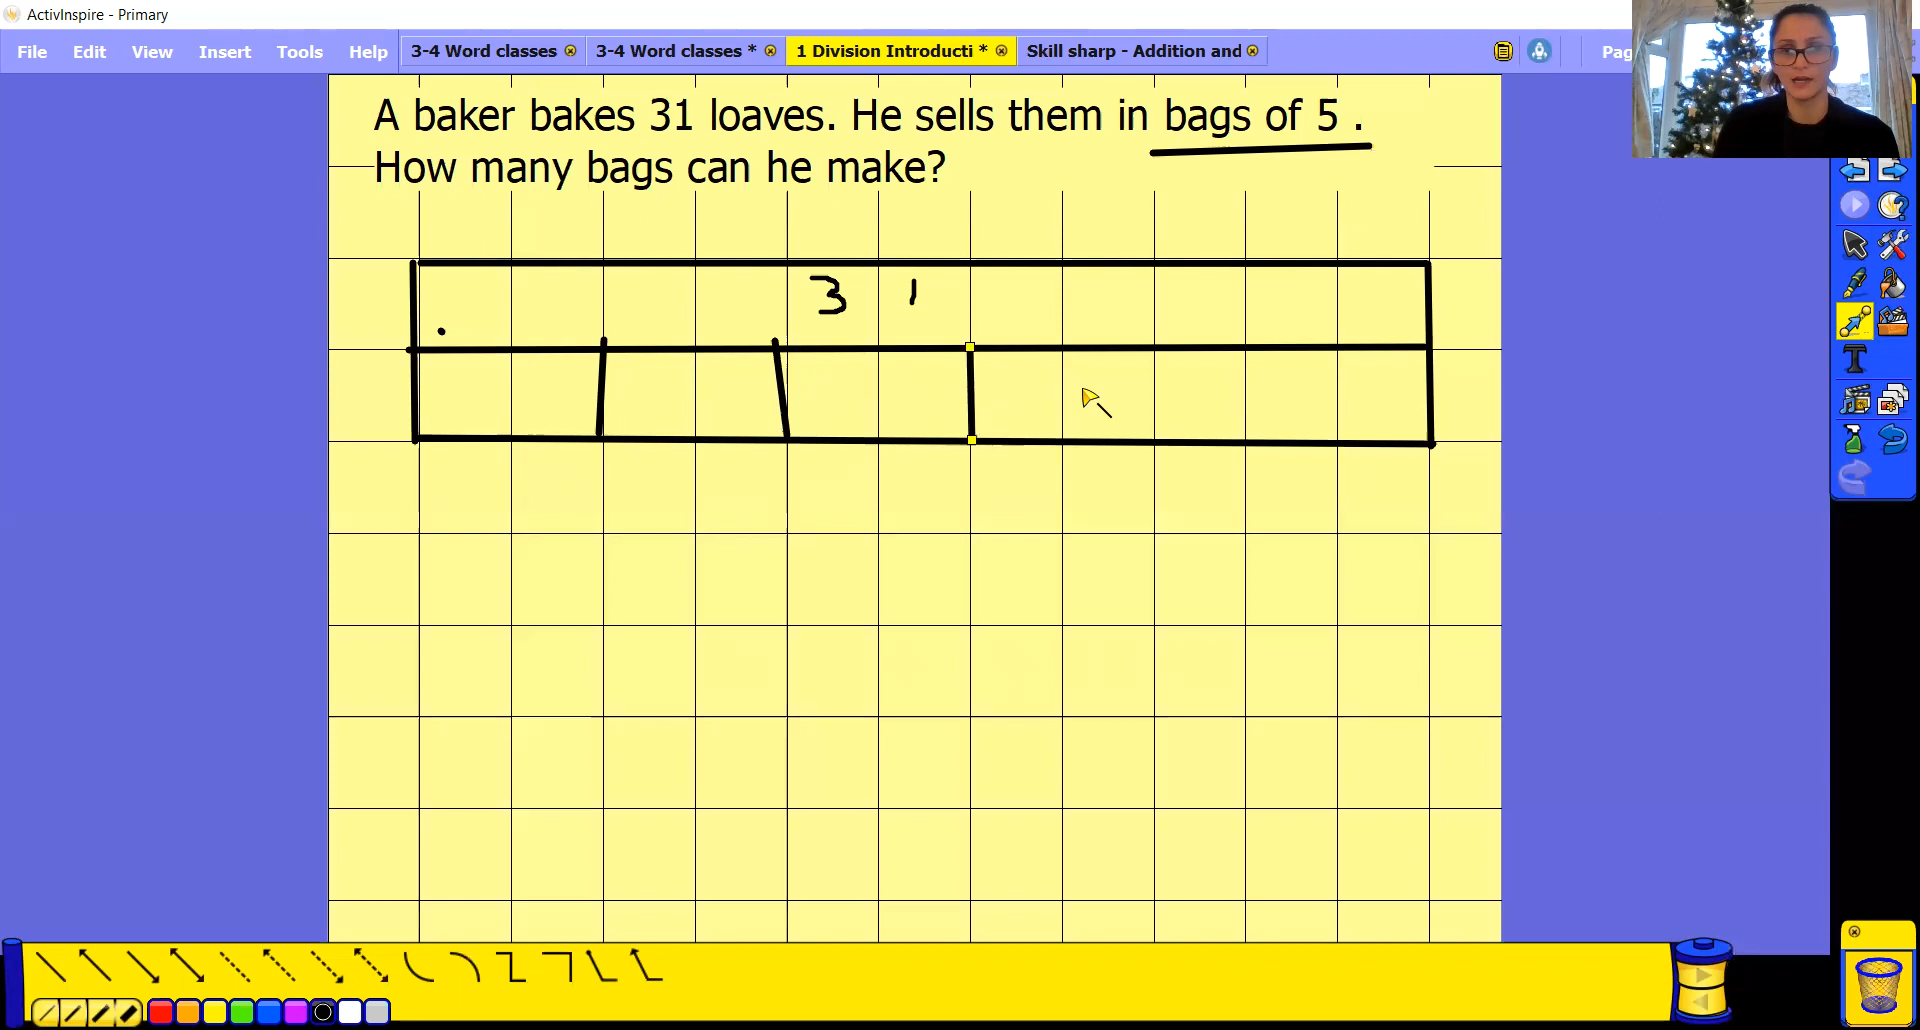 ActivInspire - Primary
File Edit View Insert Tools Help 3-4 Word classes 3-4 Word classes * 1 Division Introducti * Skill sharp - Addition and Pag
A baker bakes 31 loaves. He sells them in bags of 5 .
How many bags can he make?
3 1